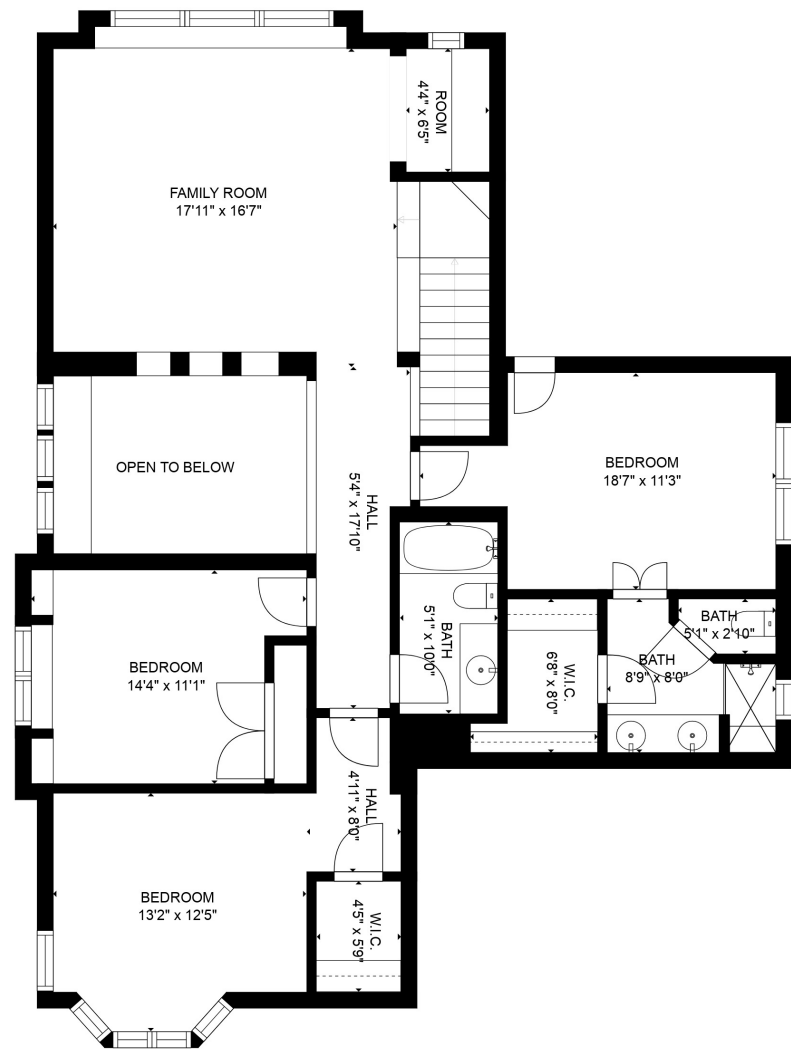 ROOM
4'4" x 6'5"
FAMILY ROOM
17'11" x 16'7"
OPEN TO BELOW
HALL
5'4" x 17'10"
BEDROOM
18'7" x 11'3"
BATH
5'1" x 10'0"
BATH
5'1" x 2'10"
BATH
8'9" x 8'0"
W.I.C.
6'8" x 8'0"
BEDROOM
14'4" x 11'1"
HALL
4'11" x 8'0"
BEDROOM
13'2" x 12'5"
W.I.C.
4'5" x 5'9"